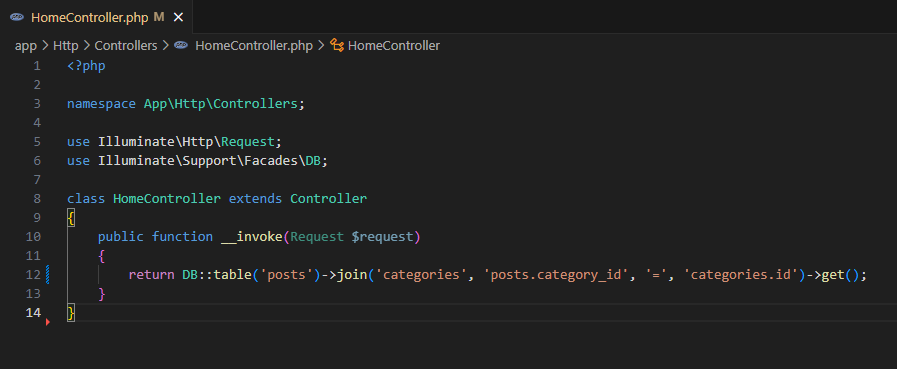 HomeController.php M ×
app > Http > Controllers > HomeController.php > HomeController
1 <?php
2
3 namespace App\Http\Controllers;
4
5 use Illuminate\Http\Request;
6 use Illuminate\Support\Facades\DB;
7
8 class HomeController extends Controller
9 {
10     public function __invoke(Request $request)
11     {
12         return DB::table('posts')->join('categories', 'posts.category_id', '=', 'categories.id')->get();
13     }
14 }